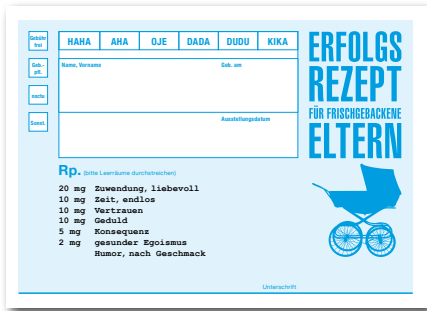 Gebühr
frei
HAHA AHA OJE DADA DUDU KIKA
Geb.-
pfl.
Name, Vorname Geb. am
noctu
Sonst.
Ausstellungsdatum
ERFOLGS
REZEPT
FÜR FRISCHGEBACKENE
ELTERN
Rp. (bitte Leerräume durchstreichen)
20 mg Zuwendung, liebevoll
10 mg Zeit, endlos
10 mg Vertrauen
10 mg Geduld
5 mg Konsequenz
2 mg gesunder Egoismus
Humor, nach Geschmack
Unterschrift